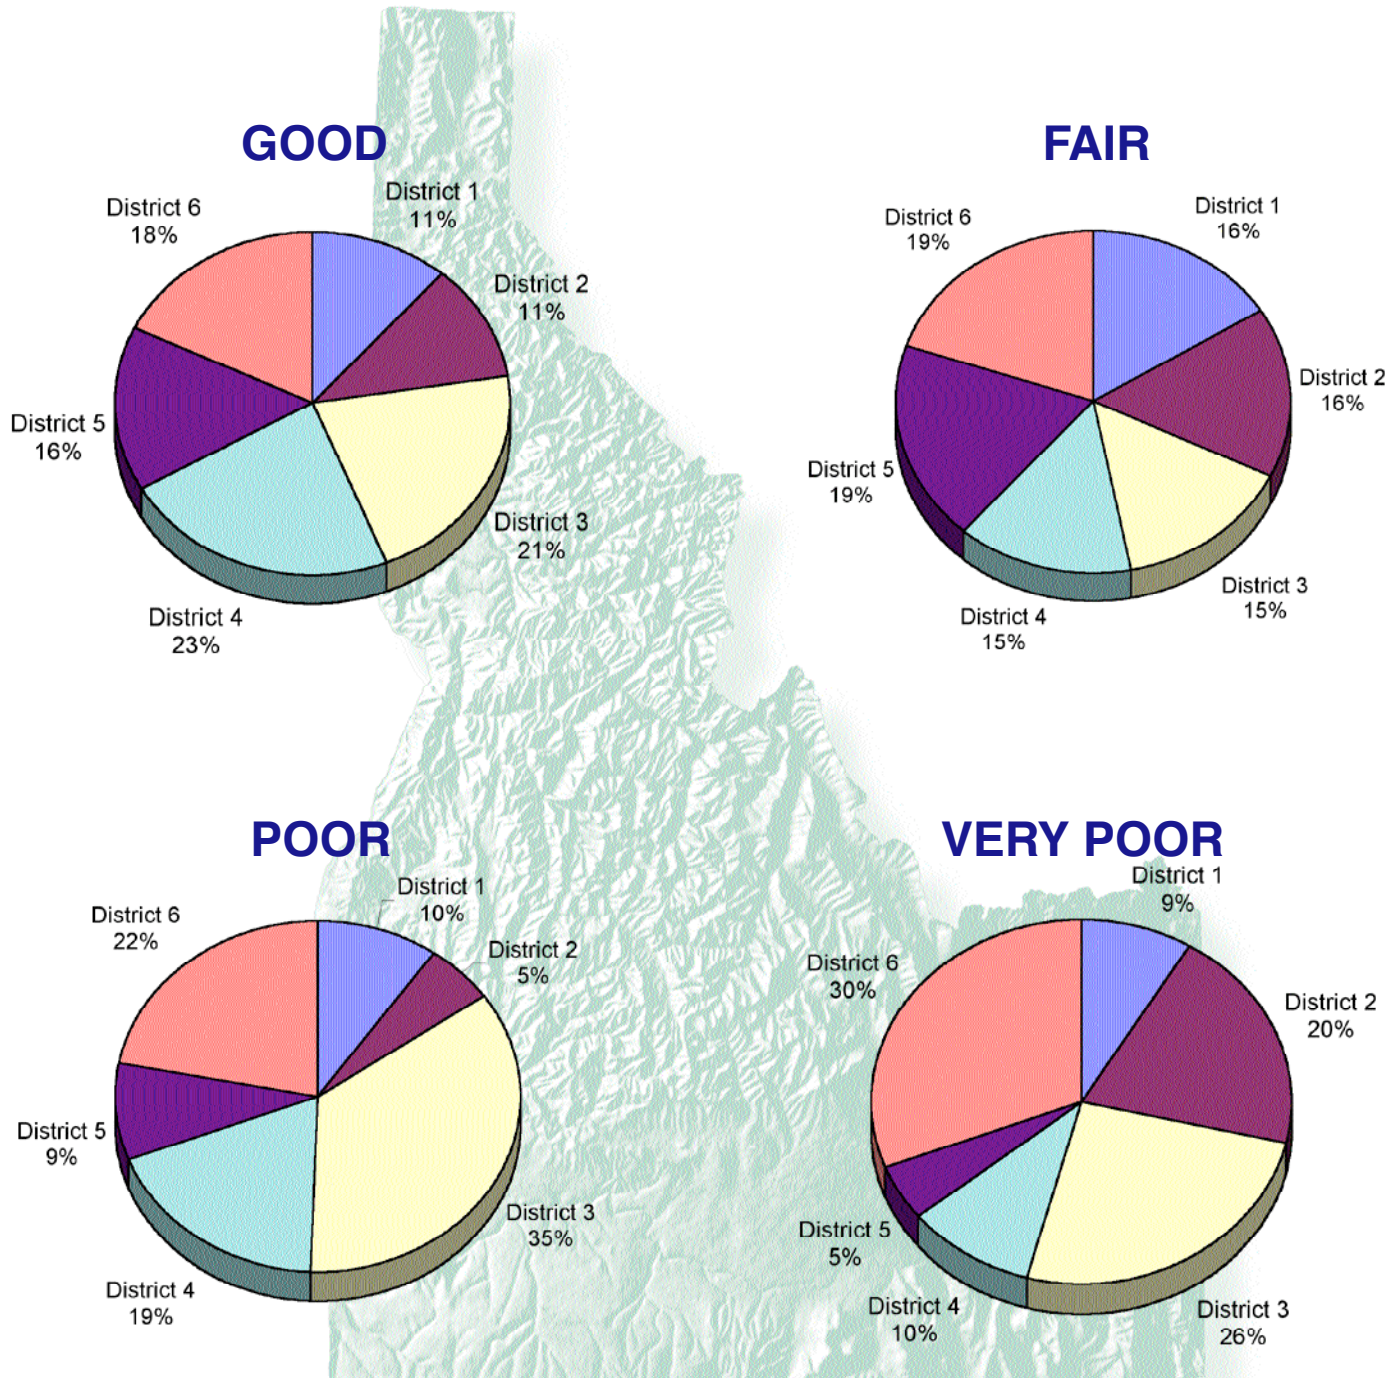 GOOD
District 1
11%
District 2
11%
District 3
21%
District 4
23%
District 5
16%
District 6
18%
FAIR
District 1
16%
District 2
16%
District 3
15%
District 4
15%
District 5
19%
District 6
19%
POOR
District 1
10%
District 2
5%
District 3
35%
District 4
19%
District 5
9%
District 6
22%
VERY POOR
District 1
9%
District 2
20%
District 3
26%
District 4
10%
District 5
5%
District 6
30%